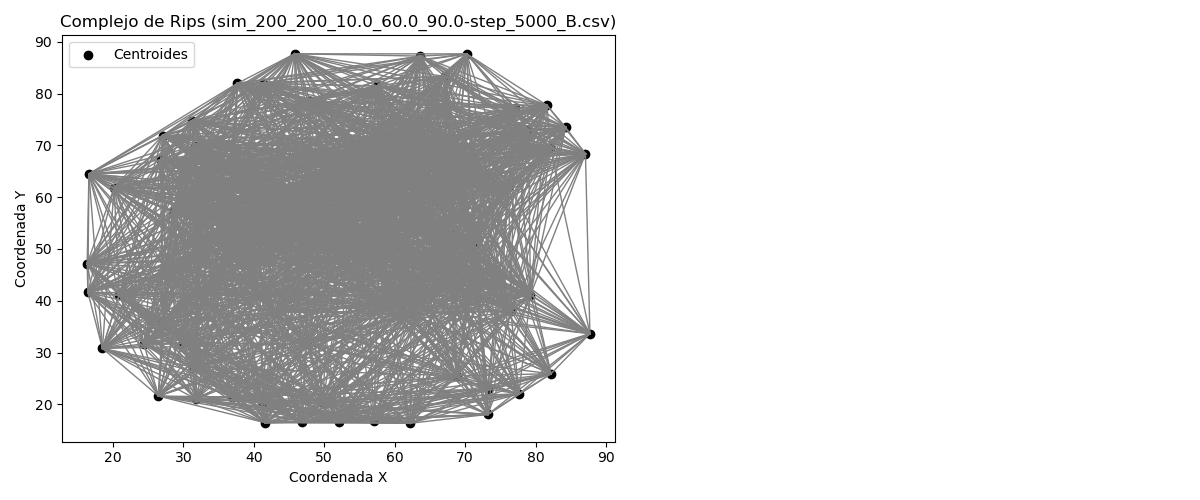 Complejo de Rips (sim_200_200_10.0_60.0_90.0-step_5000_B.csv)
Centroides
90
80
70
60
50
40
30
20
Coordenada Y
20 30 40 50 60 70 80 90
Coordenada X